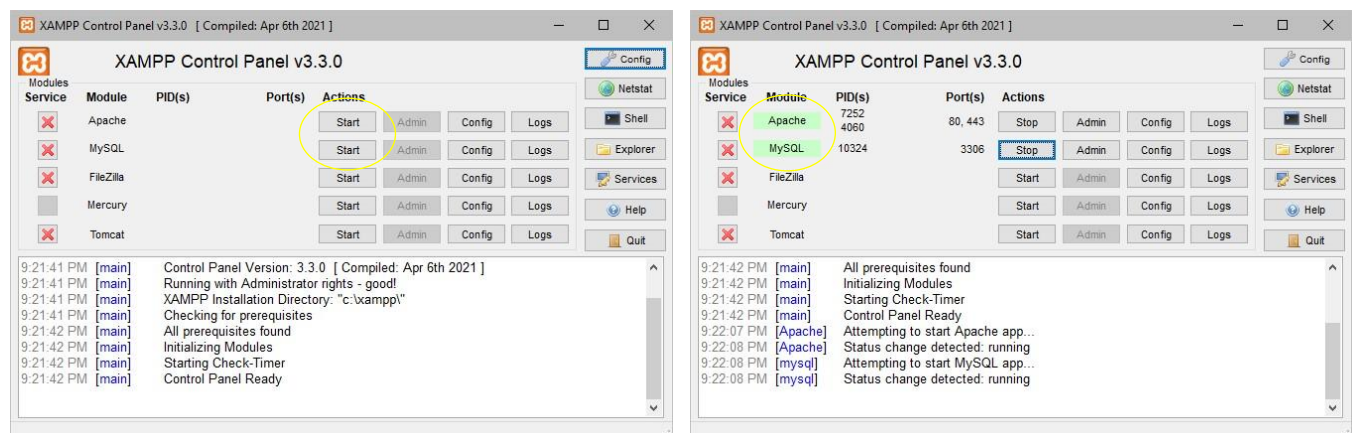 XAMPP Control Panel v3.3.0 [ Compiled: Apr 6th 2021 ]
XAMPP Control Panel v3.3.0
Config
Modules
Service Module PID(s) Port(s) Actions
Netstat
Apache Start Admin Config Logs
Shell
MySQL Start Admin Config Logs
Explorer
FileZilla Start Admin Config Logs
Services
Mercury Start Admin Config Logs
Help
Tomcat Start Admin Config Logs
Quit
9:21:41 PM [main] Control Panel Version: 3.3.0 [ Compiled: Apr 6th 2021 ]
9:21:41 PM [main] Running with Administrator rights - good!
9:21:41 PM [main] XAMPP Installation Directory: "c:\xampp\"
9:21:41 PM [main] Checking for prerequisites
9:21:42 PM [main] All prerequisites found
9:21:42 PM [main] Initializing Modules
9:21:42 PM [main] Starting Check-Timer
9:21:42 PM [main] Control Panel Ready
XAMPP Control Panel v3.3.0 [ Compiled: Apr 6th 2021 ]
XAMPP Control Panel v3.3.0
Config
Modules
Service Module PID(s) Port(s) Actions
Netstat
Apache 7252 4060 80, 443 Stop Admin Config Logs
Shell
MySQL 10324 3306 Stop Admin Config Logs
Explorer
FileZilla Start Admin Config Logs
Services
Mercury Start Admin Config Logs
Help
Tomcat Start Admin Config Logs
Quit
9:21:42 PM [main] All prerequisites found
9:21:42 PM [main] Initializing Modules
9:21:42 PM [main] Starting Check-Timer
9:21:42 PM [main] Control Panel Ready
9:22:07 PM [Apache] Attempting to start Apache app...
9:22:08 PM [Apache] Status change detected: running
9:22:08 PM [mysql] Attempting to start MySQL app...
9:22:08 PM [mysql] Status change detected: running